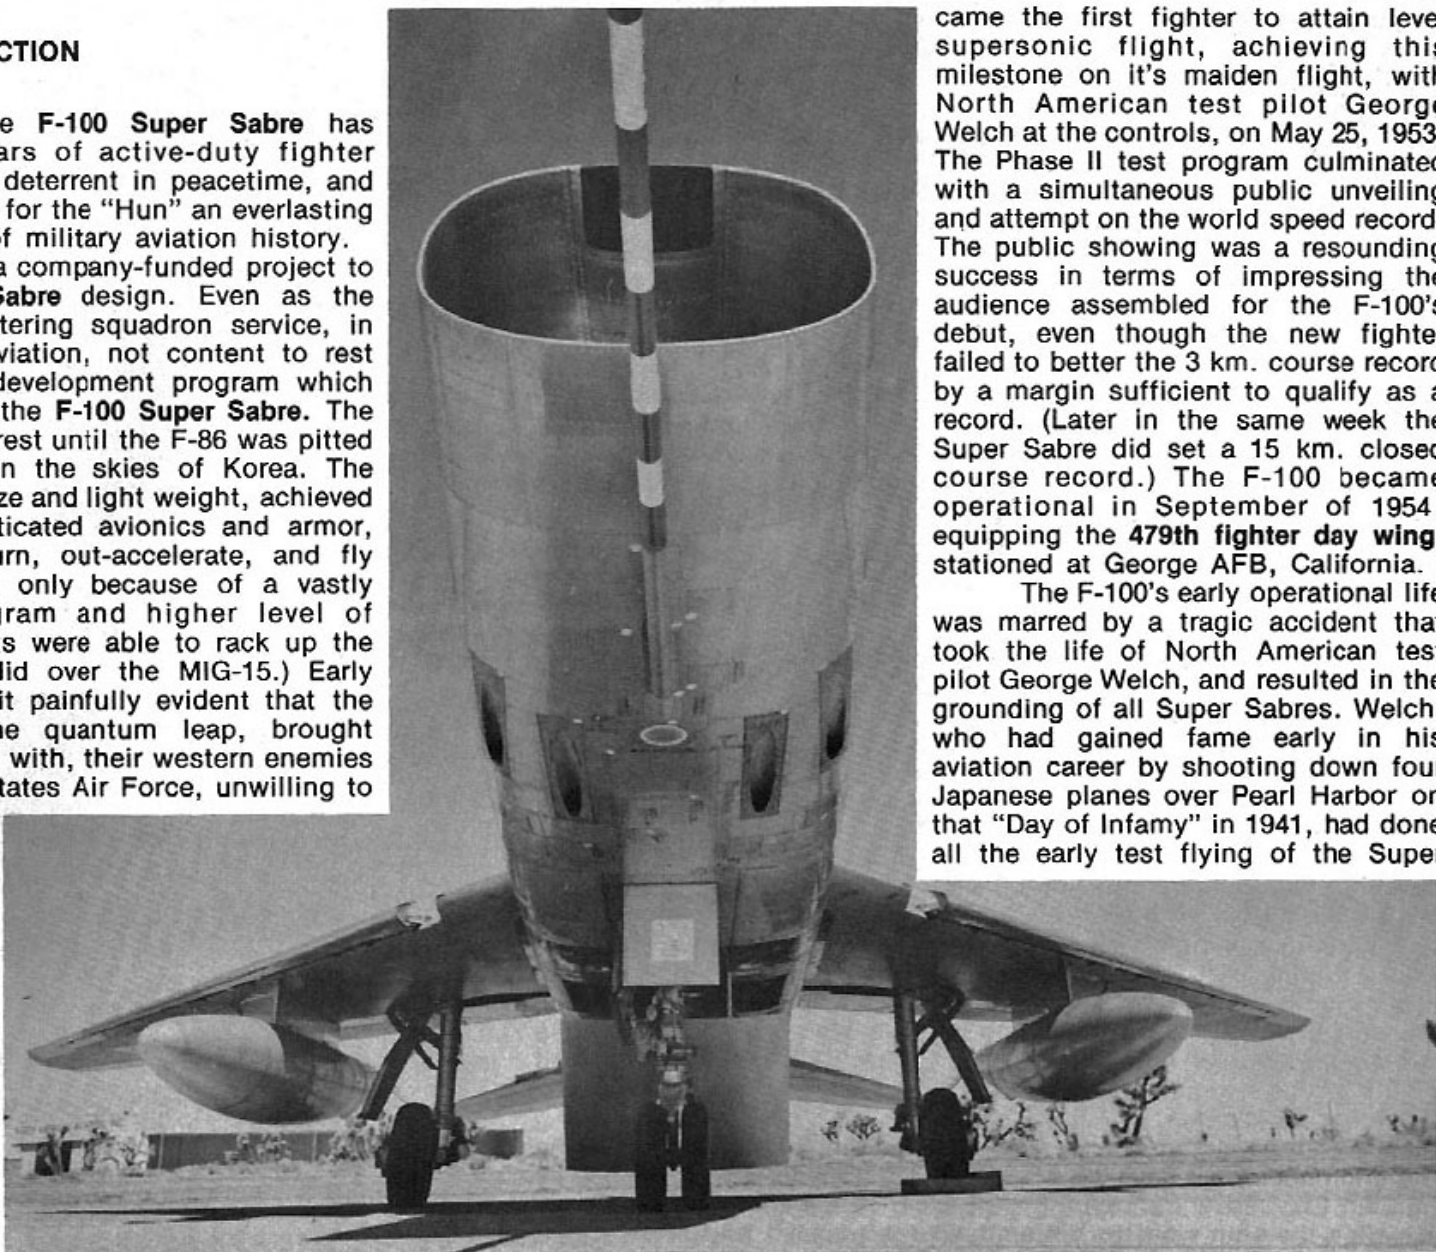 CTION
e F-100 Super Sabre has
ars of active-duty fighter
deterrent in peacetime, and
for the “Hun” an everlasting
f military aviation history.
a company-funded project to
Sabre design. Even as the
tering squadron service, in
viation, not content to rest
development program which
the F-100 Super Sabre. The
rest until the F-86 was pitted
n the skies of Korea. The
ze and light weight, achieved
ticated avionics and armor,
urn, out-accelerate, and fly
only because of a vastly
gram and higher level of
s were able to rack up the
did over the MIG-15.) Early
it painfully evident that the
ne quantum leap, brought
with, their western enemies
tates Air Force, unwilling to
came the first fighter to attain leve
supersonic flight, achieving this
milestone on it's maiden flight, with
North American test pilot George
Welch at the controls, on May 25, 1953
The Phase II test program culminated
with a simultaneous public unveiling
and attempt on the world speed record
The public showing was a resounding
success in terms of impressing the
audience assembled for the F-100's
debut, even though the new fighte
failed to better the 3 km. course record
by a margin sufficient to qualify as a
record. (Later in the same week the
Super Sabre did set a 15 km. closed
course record.) The F-100 became
operational in September of 1954
equipping the 479th fighter day wing
stationed at George AFB, California.
The F-100's early operational life
was marred by a tragic accident that
took the life of North American test
pilot George Welch, and resulted in the
grounding of all Super Sabres. Welch
who had gained fame early in his
aviation career by shooting down four
Japanese planes over Pearl Harbor on
that “Day of Infamy” in 1941, had done
all the early test flying of the Super